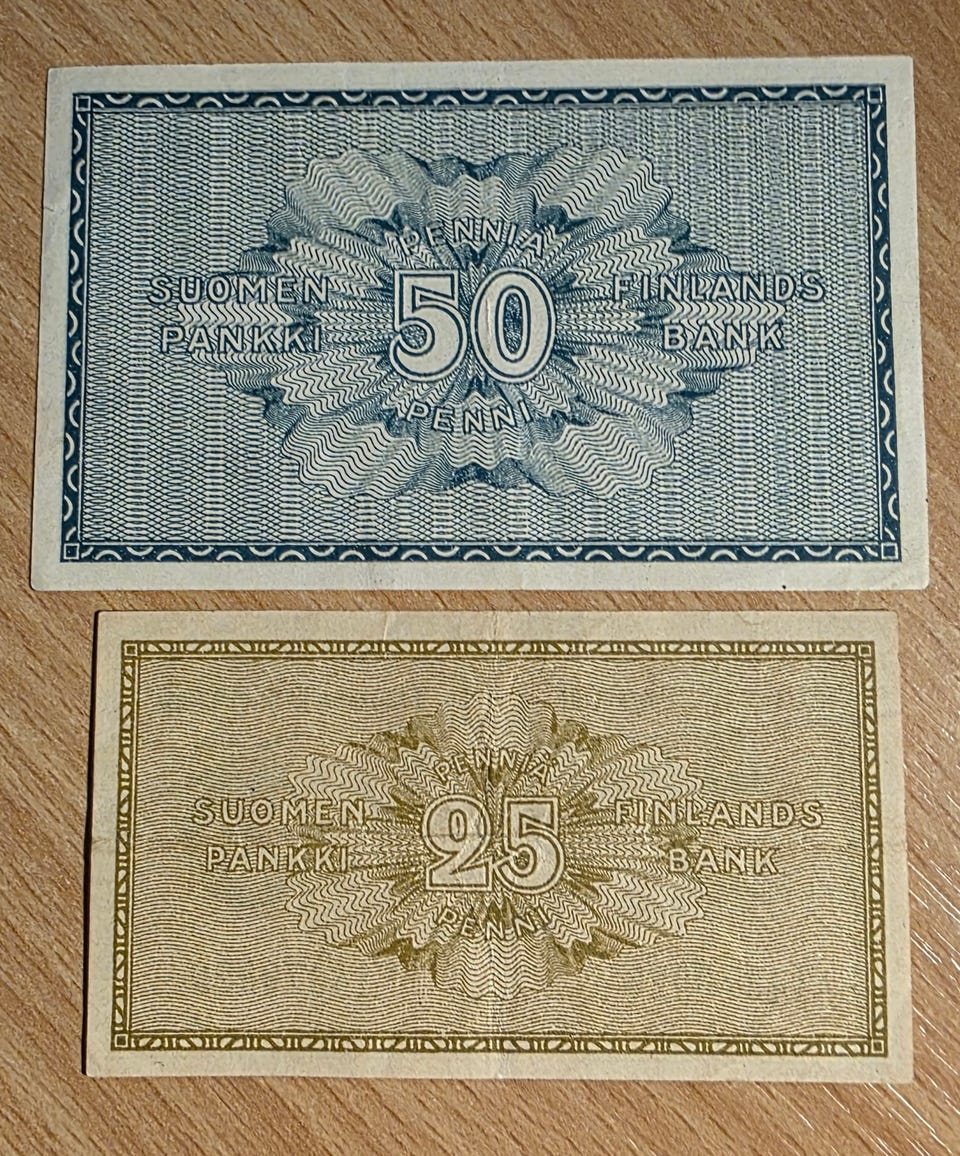 PENNIÄ
SUOMEN 50 FINLANDS
PANKKI BANK
PENNI
PENNIÄ
SUOMEN 25 FINLANDS
PANKKI BANK
PENNI